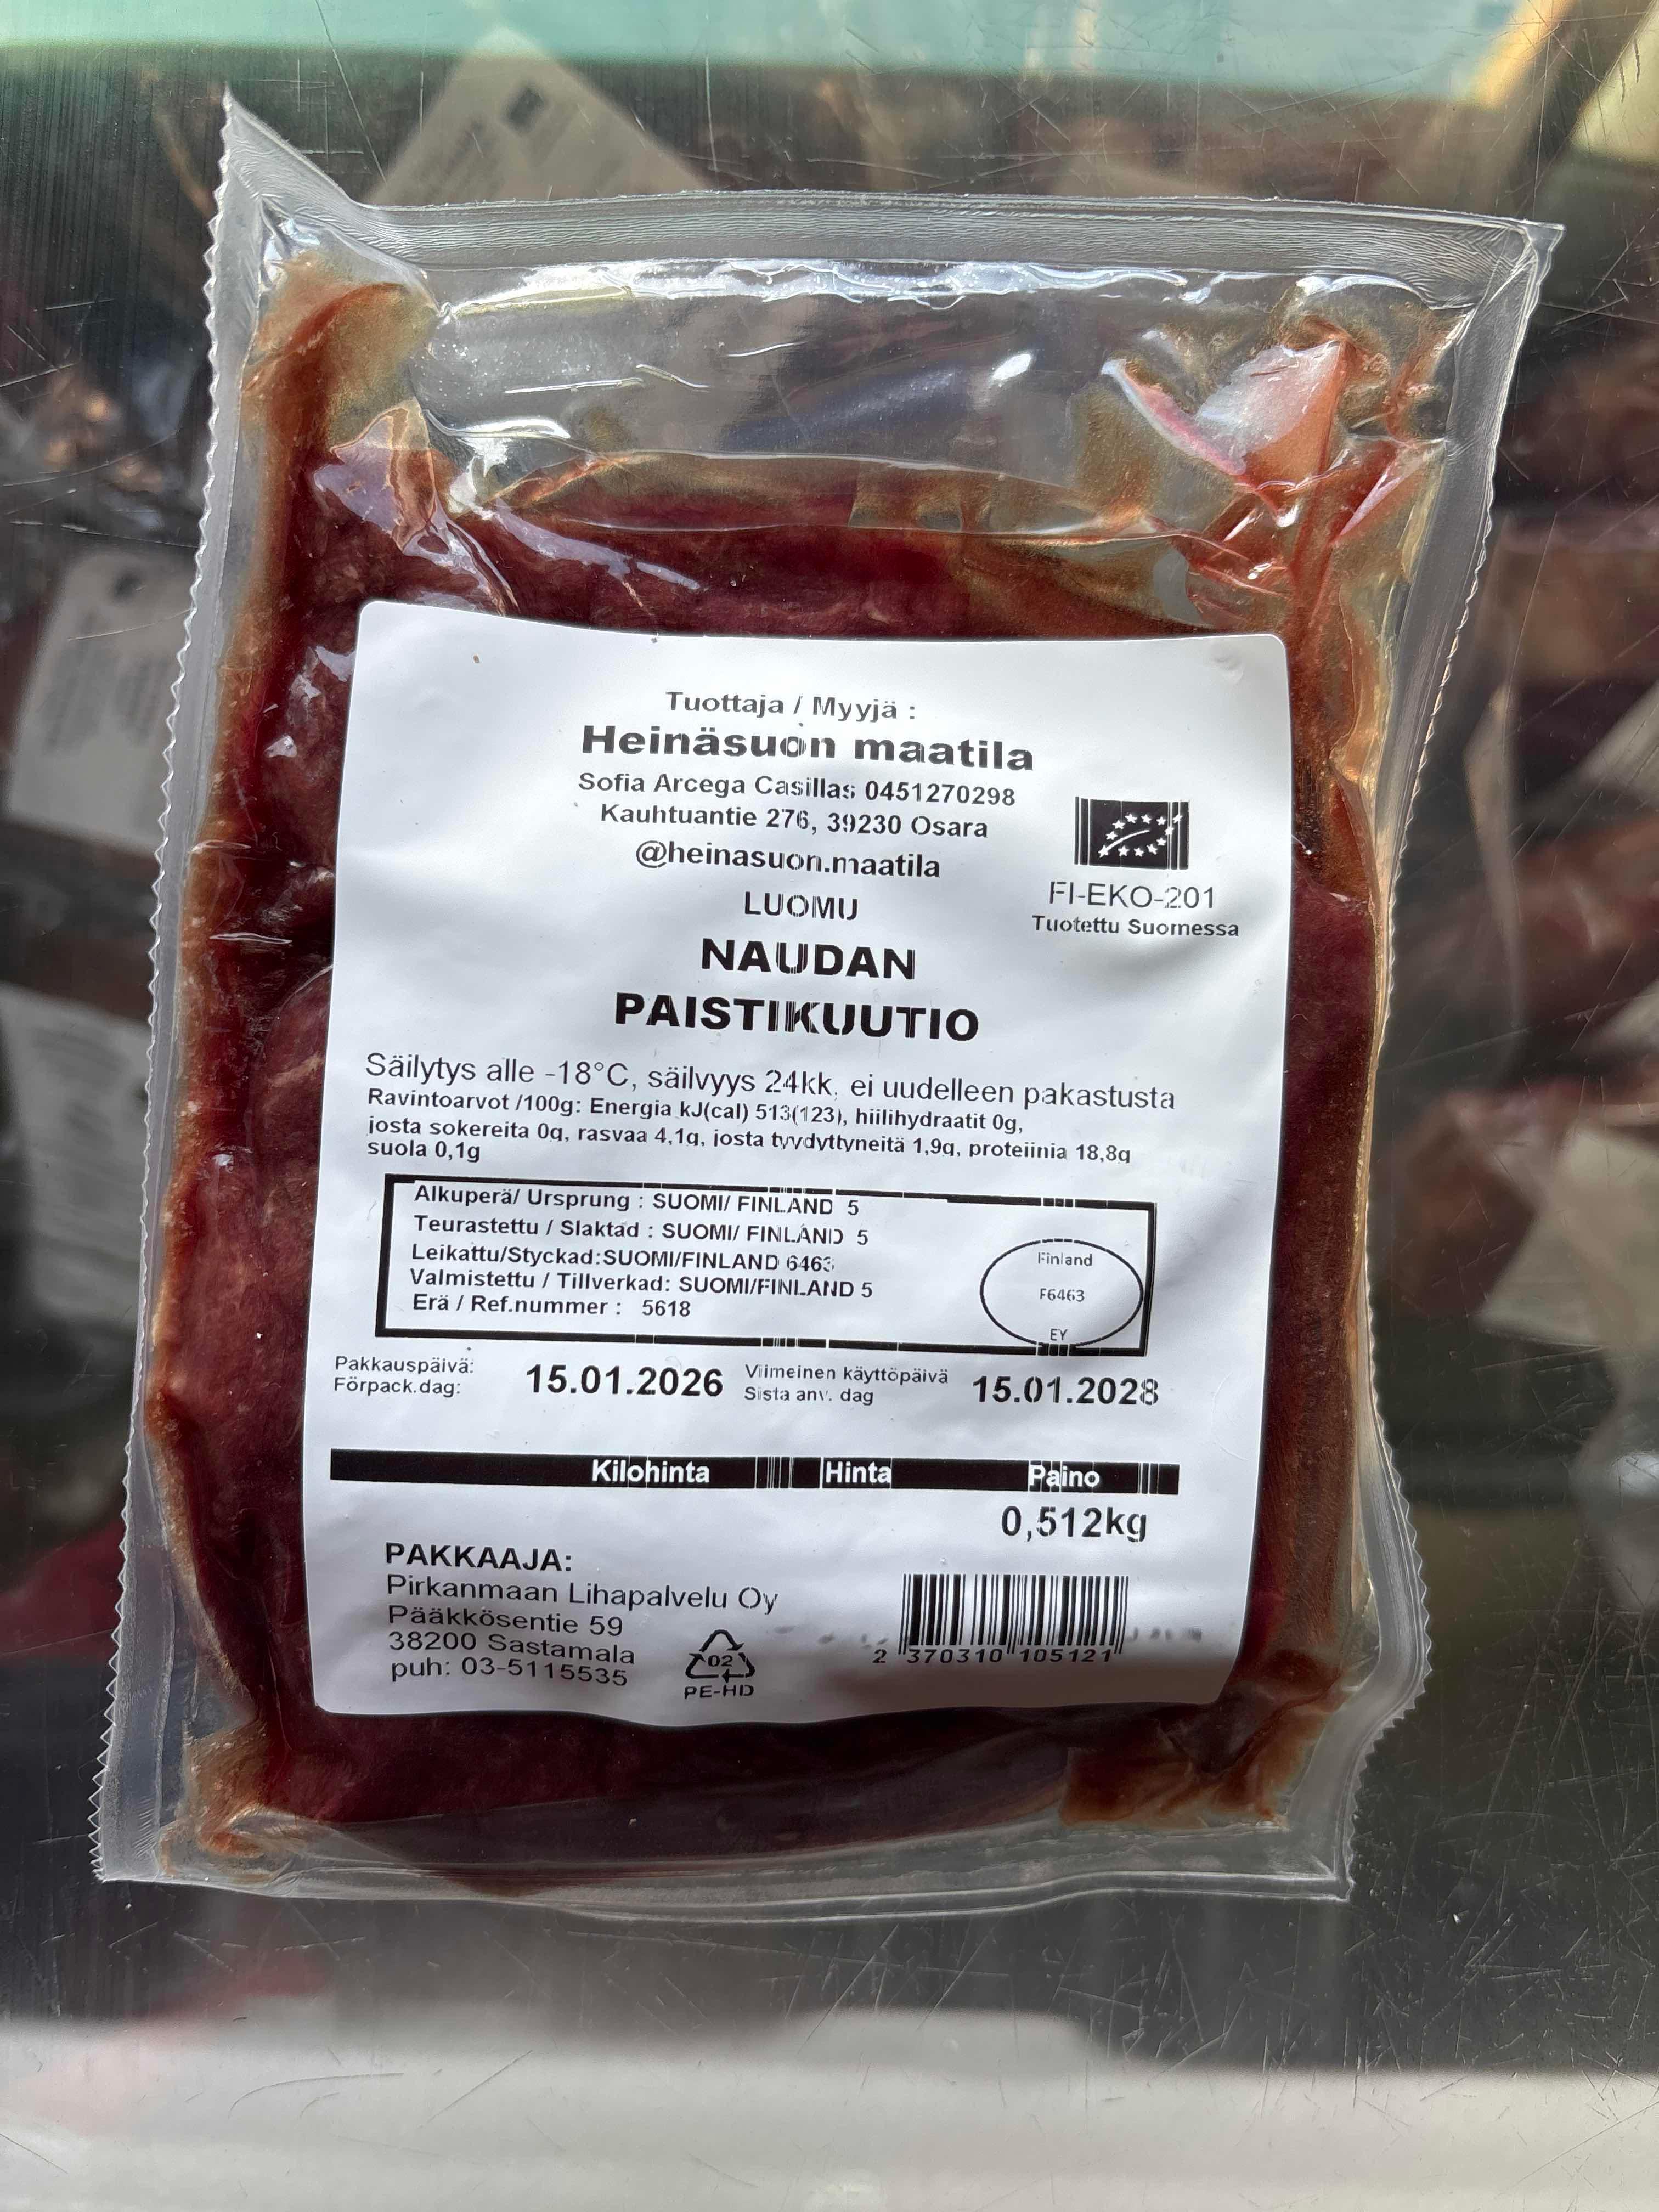 Tuottaja / Myyjä :
Heinäsuon maatila
Sofia Arcega Casillas 0451270298
Kauhtuantie 276, 39230 Osara
@heinasuon.maatila
FI-EKO-201
Tuotettu Suomessa
LUOMU
NAUDAN
PAISTIKUUTIO
Säilytys alle -18°C, säilvyys 24kk, ei uudelleen pakastusta
Ravintoarvot /100g: Energia kJ(cal) 513(123), hiilihydraatit 0g,
josta sokereita 0g, rasvaa 4,1g, josta tyydyttyneitä 1,9g, proteiinia 18,8g
suola 0,1g
Alkuperä/ Ursprung : SUOMI/ FINLAND 5
Teurastettu / Slaktad : SUOMI/ FINLAND 5
Leikattu/Styckad:SUOMI/FINLAND 6463
Valmistettu / Tillverkad: SUOMI/FINLAND 5
Erä / Ref.nummer : 5618
Finland
F6463
EY
Pakkauspäivä:
Förpack.dag:
15.01.2026
Viimeinen käyttöpäivä
Sista anv. dag
15.01.2028
Kilohinta Hinta Paino
0,512kg
PAKKAAJA:
Pirkanmaan Lihapalvelu Oy
Pääkkösentie 59
38200 Sastamala
puh: 03-5115535
02
PE-HD
2 370310 105121